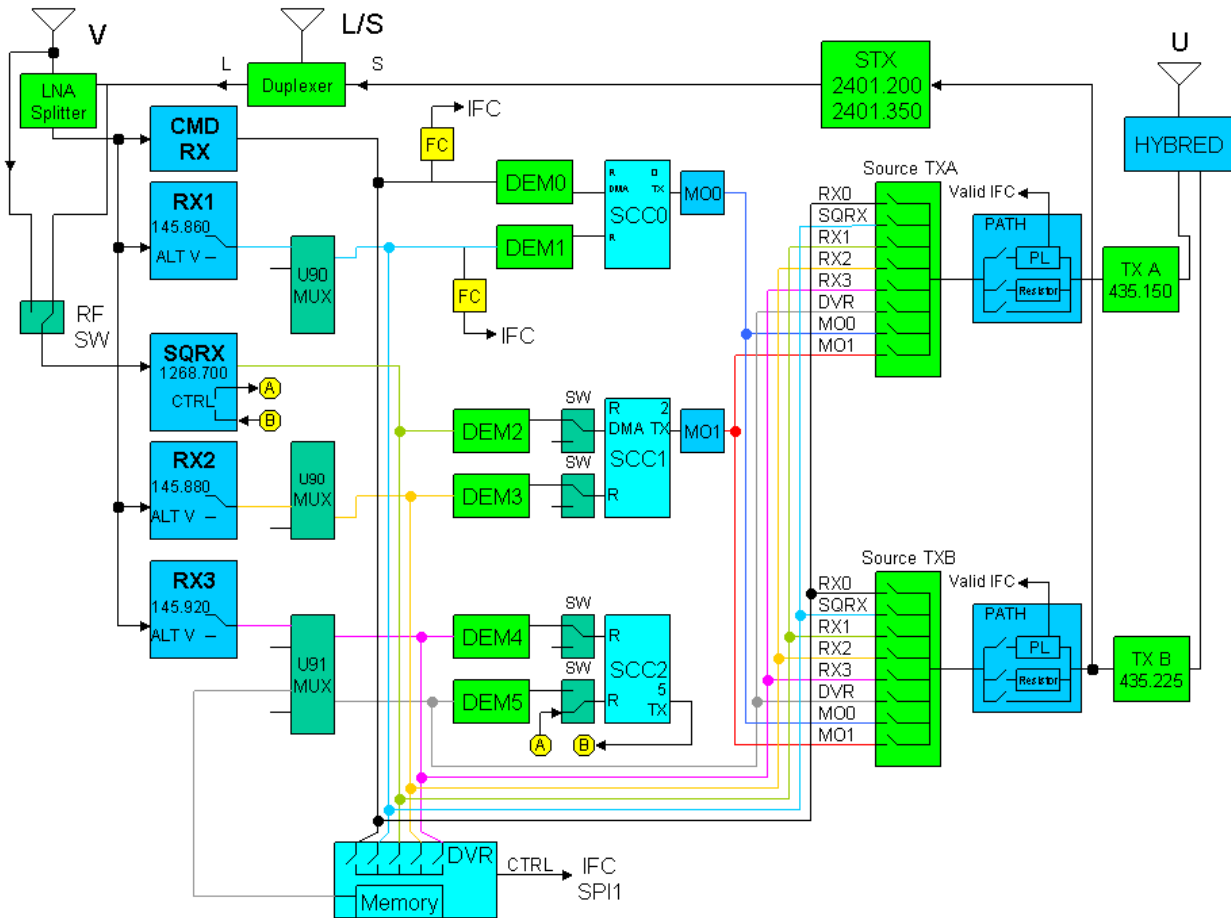 V
L/S
U
LNA
Splitter
L
Duplexer
S
STX
2401.200
2401.350
HYBRED
CMD
RX
IFC
FC
DEM0
R 0
DMA TX
SCC0
R
MO0
Source TXA
RX0
SQRX
RX1
RX2
RX3
DVR
MO0
MO1
Valid IFC
PATH
PL
Resistor
TX A
435.150
RX1
145.860
ALT V
U90
MUX
DEM1
FC
IFC
RF
SW
SQRX
1268.700
CTRL
A
B
DEM2
SW
R 2
DMA TX
SCC1
R
MO1
RX2
145.880
ALT V
U90
MUX
DEM3
SW
RX3
145.920
ALT V
U91
MUX
DEM4
SW
R
SCC2
5
R
TX
DEM5
SW
A
B
Source TXB
RX0
SQRX
RX1
RX2
RX3
DVR
MO0
MO1
Valid IFC
PATH
PL
Resistor
TX B
435.225
DVR
Memory
CTRL
IFC
SPI1